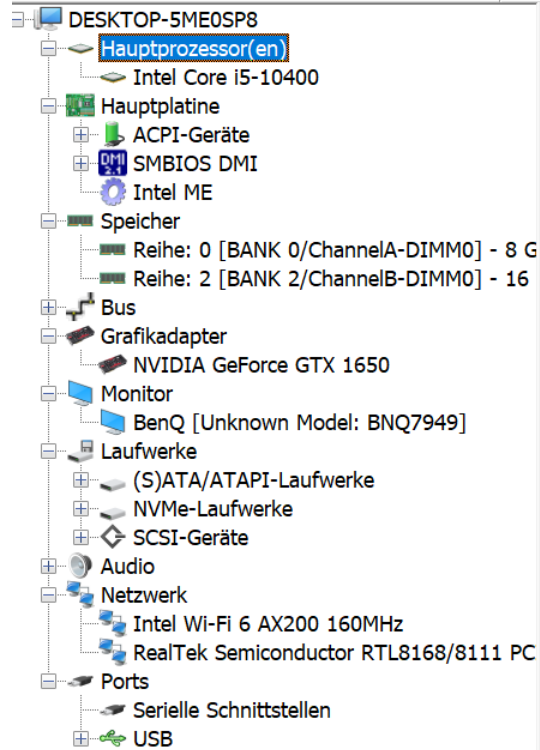 DESKTOP-5ME0SP8
Hauptprozessor(en)
Intel Core i5-10400
Hauptplatine
ACPI-Geräte
DMI 2.1 SMBIOS DMI
Intel ME
Speicher
Reihe: 0 [BANK 0/ChannelA-DIMM0] - 8 G
Reihe: 2 [BANK 2/ChannelB-DIMM0] - 16
Bus
Grafikadapter
NVIDIA GeForce GTX 1650
Monitor
BenQ [Unknown Model: BNQ7949]
Laufwerke
(S)ATA/ATAPI-Laufwerke
NVMe-Laufwerke
SCSI-Geräte
Audio
Netzwerk
Intel Wi-Fi 6 AX200 160MHz
RealTek Semiconductor RTL8168/8111 PC
Ports
Serielle Schnittstellen
USB